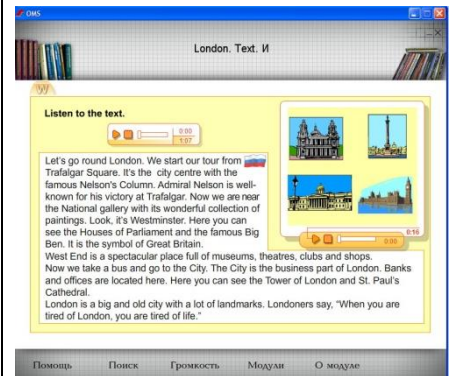 OMS
London. Text. И
Listen to the text.
0:00
1:07
Let's go round London. We start our tour from
Trafalgar Square. It's the city centre with the
famous Nelson's Column. Admiral Nelson is well-
known for his victory at Trafalgar. Now we are near
the National gallery with its wonderful collection of
paintings. Look, it's Westminster. Here you can
see the Houses of Parliament and the famous Big
Ben. It is the symbol of Great Britain.
West End is a spectacular place full of museums, theatres, clubs and shops.
Now we take a bus and go to the City. The City is the business part of London. Banks
and offices are located here. Here you can see the Tower of London and St. Paul's
Cathedral.
London is a big and old city with a lot of landmarks. Londoners say, “When you are
tired of London, you are tired of life.”
0:16
0:00
Помощь Поиск Громкость Модули О модуле